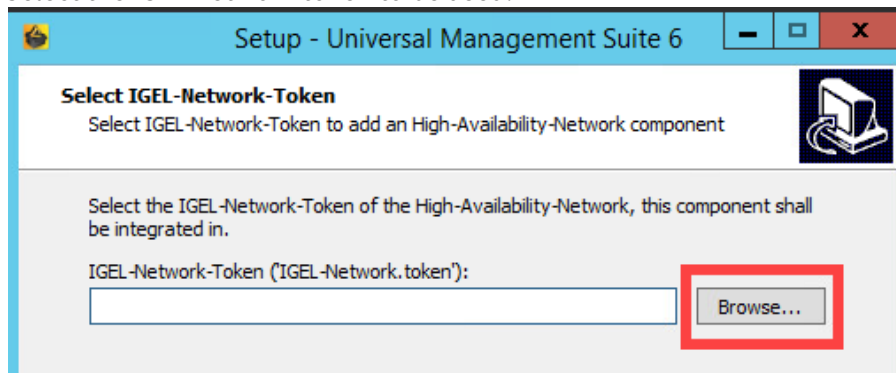 Setup - Universal Management Suite 6
Select IGEL-Network-Token
Select IGEL-Network-Token to add an High-Availability-Network component
Select the IGEL-Network-Token of the High-Availability-Network, this component shall
be integrated in.
IGEL-Network-Token ('IGEL-Network.token'):
Browse...